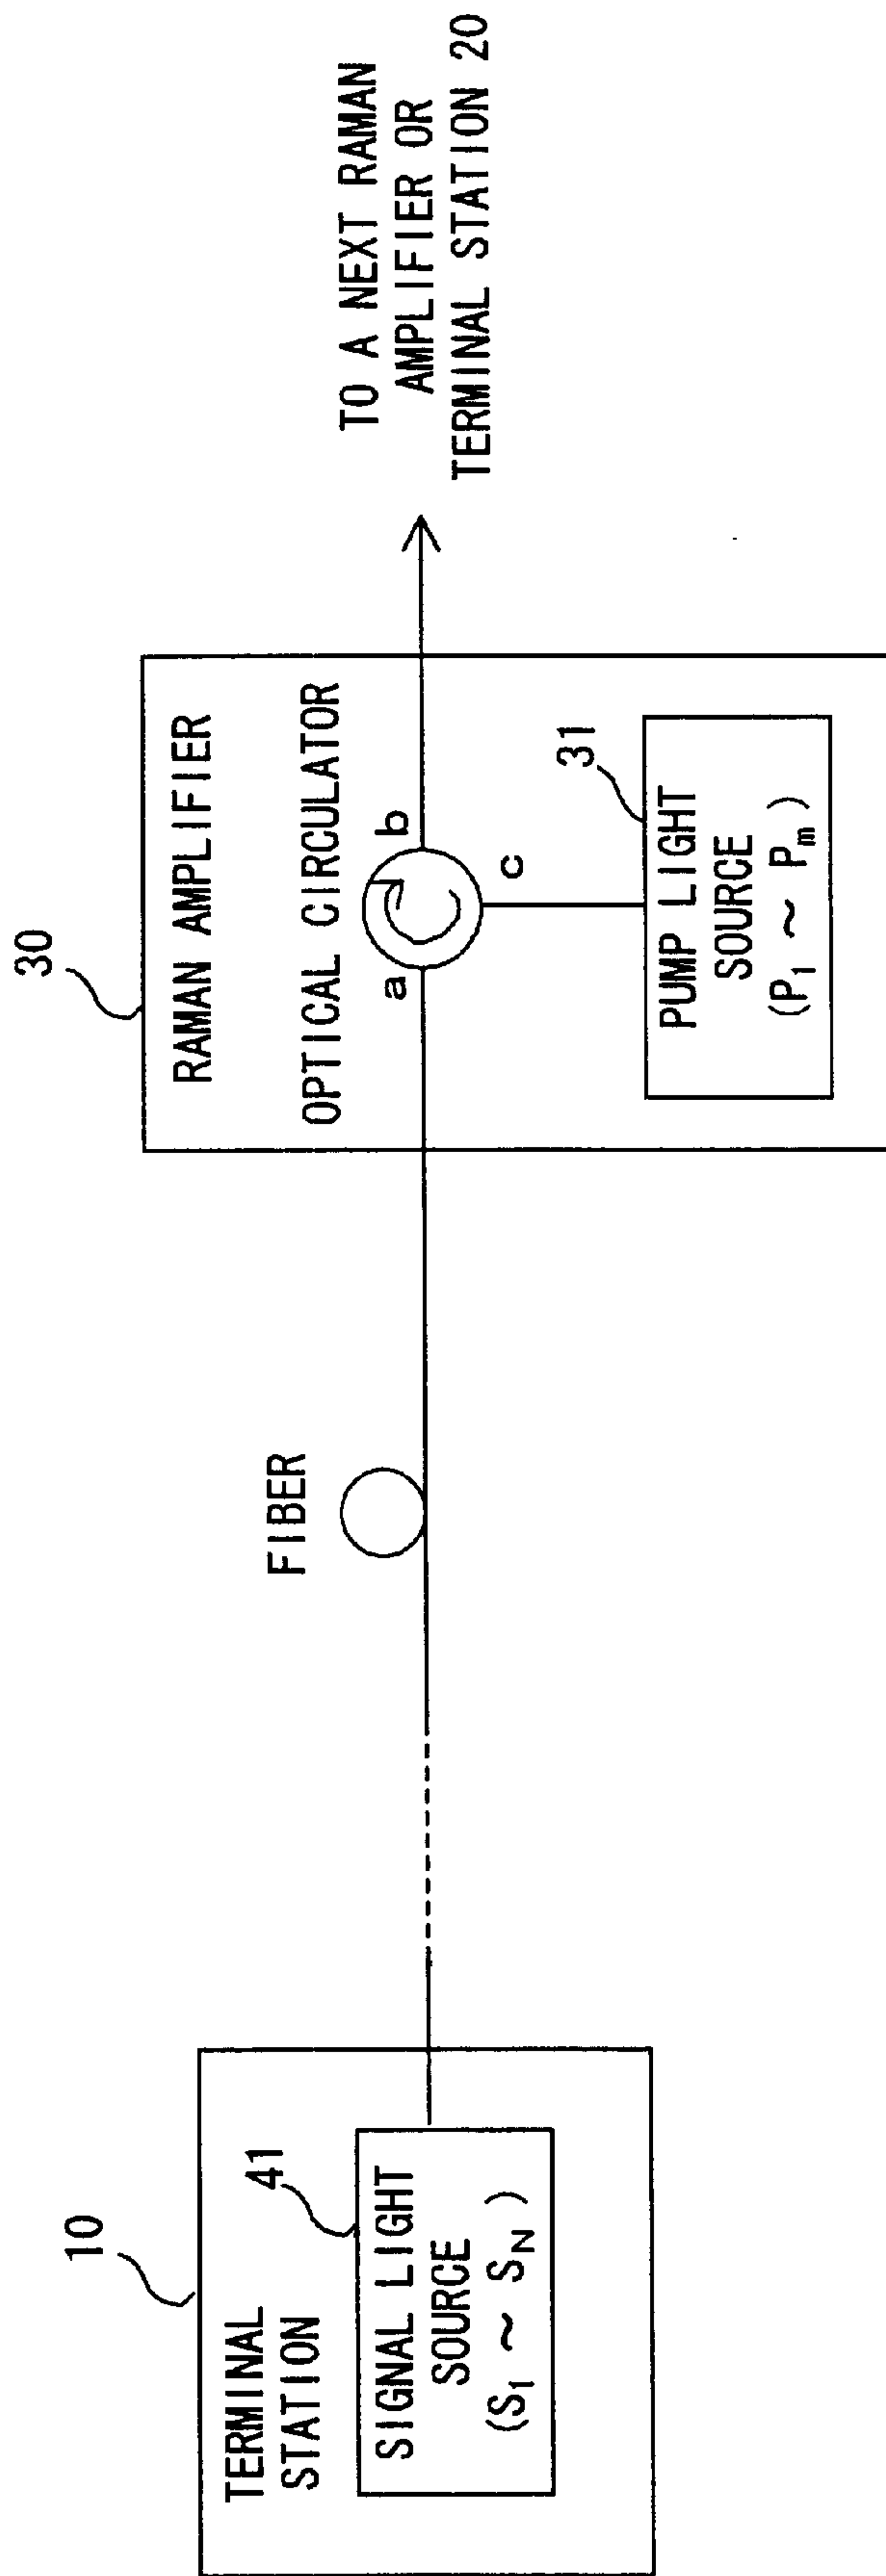 10
TERMINAL
STATION
41
SIGNAL LIGHT
SOURCE
(S1 ~ SN)
FIBER
30
RAMAN AMPLIFIER
OPTICAL CIRCULATOR
a
b
c
31
PUMP LIGHT
SOURCE
(P1 ~ Pm)
TO A NEXT RAMAN
AMPLIFIER OR
TERMINAL STATION 20